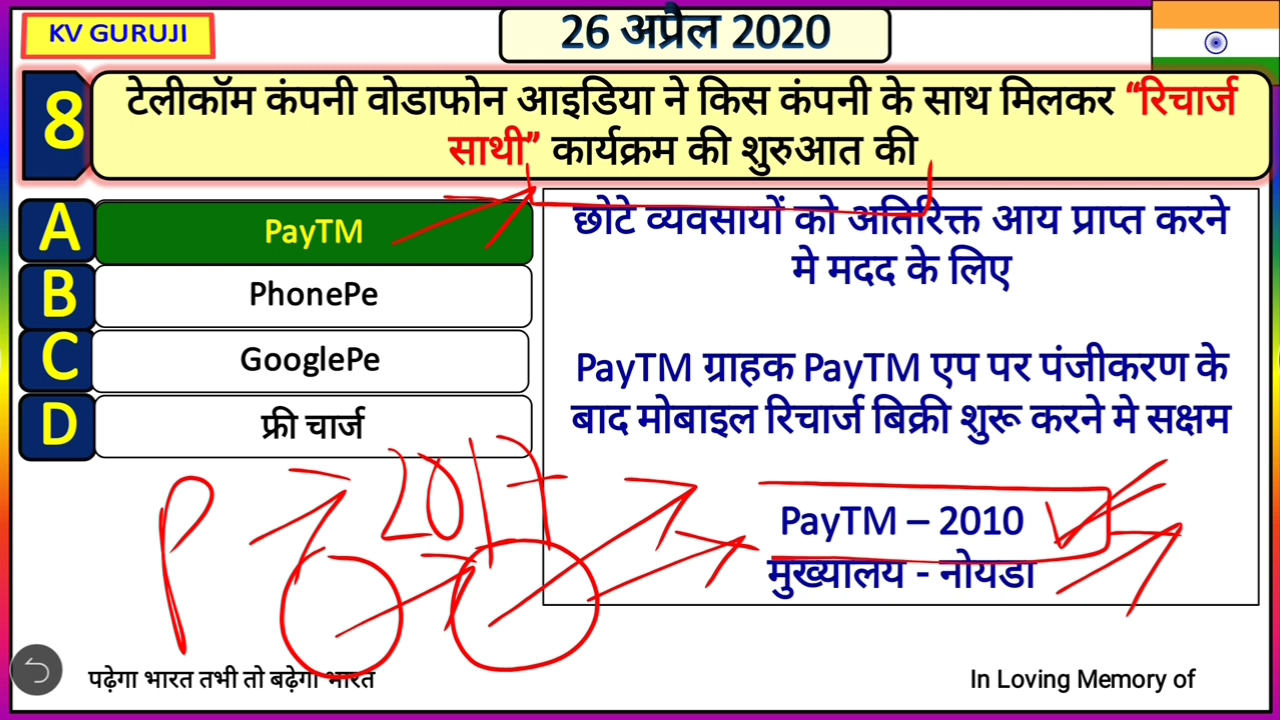 KV GURUJI
26 अप्रैल 2020
8
टेलीकॉम कंपनी वोडाफोन आइडिया ने किस कंपनी के साथ मिलकर “रिचार्ज
साथी” कार्यक्रम की शुरुआत की
A PayTM
B PhonePe
C GooglePe
D फ्री चार्ज
छोटे व्यवसायों को अतिरिक्त आय प्राप्त करने
मे मदद के लिए
PayTM ग्राहक PayTM एप पर पंजीकरण के
बाद मोबाइल रिचार्ज बिक्री शुरू करने मे सक्षम
PayTM – 2010
मुख्यालय - नोयडा
P 2017
पढ़ेगा भारत तभी तो बढ़ेगा भारत
In Loving Memory of